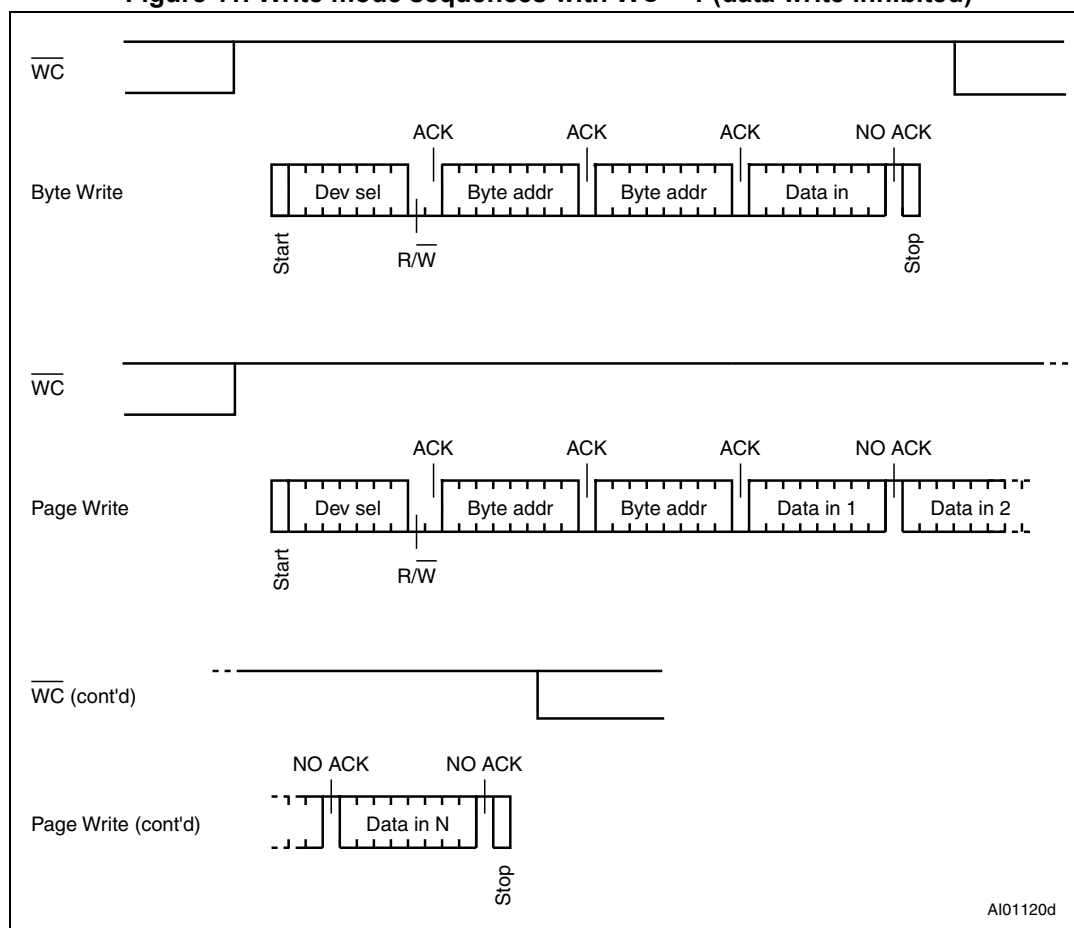 Figure 11. Write mode sequences with WC = 1 (data write inhibited)
WC
ACK ACK ACK NO ACK
Byte Write Dev sel Byte addr Byte addr Data in
Start R/W Stop
WC
ACK ACK ACK NO ACK
Page Write Dev sel Byte addr Byte addr Data in 1 Data in 2
Start R/W
WC (cont'd)
NO ACK NO ACK
Page Write (cont'd) Data in N
Stop
AI01120d